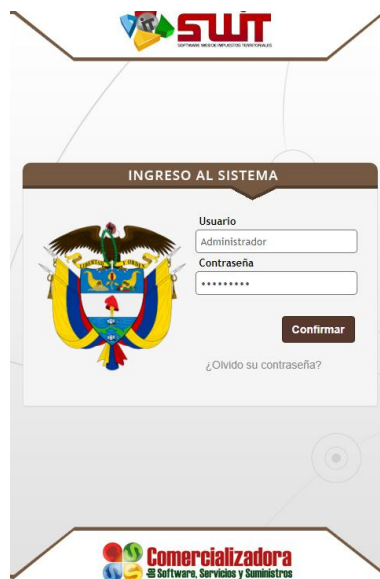 iT
SWIT
SOFTWARE WEB DE IMPUESTOS TERRITORIALES
INGRESO AL SISTEMA
Usuario
Administrador
Contraseña
•••••••••
Confirmar
¿Olvido su contraseña?
Comercializadora
de Software, Servicios y Suministros